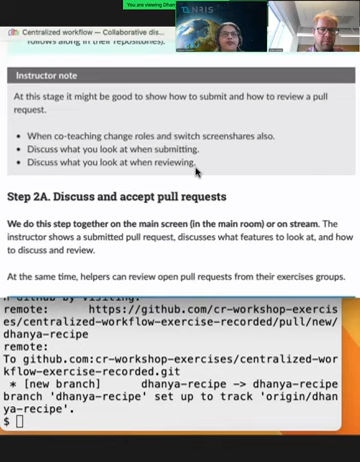 You are viewing Dhan
Centralized workflow — Collaborative dis...
follows along in their repositories).
NRIS
Instructor note
At this stage it might be good to show how to submit and how to review a pull
request.
• When co-teaching change roles and switch screenshares also.
• Discuss what you look at when submitting.
• Discuss what you look at when reviewing.
Step 2A. Discuss and accept pull requests
We do this step together on the main screen (in the main room) or on stream. The
instructor shows a submitted pull request, discusses what features to look at, and how
to discuss and review.
At the same time, helpers can review open pull requests from their exercises groups.
n GitHub by visiting:
remote:      https://github.com/cr-workshop-exercis
es/centralized-workflow-exercise-recorded/pull/new/
dhanya-recipe
remote:
To github.com:cr-workshop-exercises/centralized-wor
kflow-exercise-recorded.git
 * [new branch]      dhanya-recipe -> dhanya-recipe
branch 'dhanya-recipe' set up to track 'origin/dhan
ya-recipe'.
$